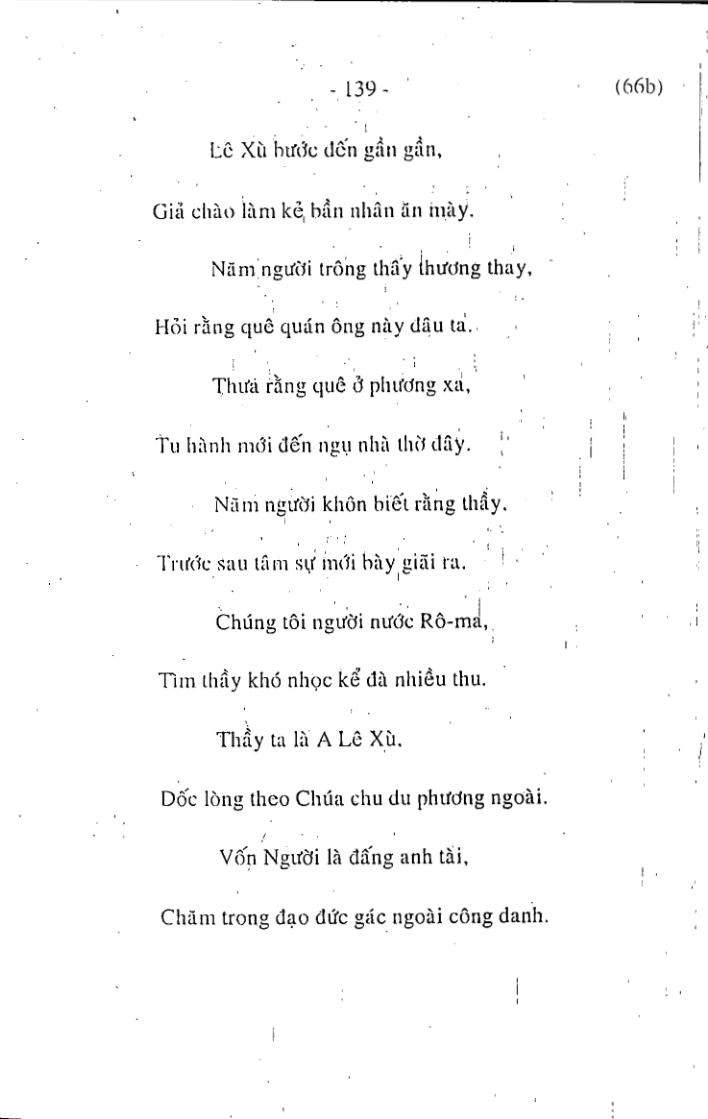 - 139 -
(66b)
Lê Xù bước đến gần gần,
Giả chào làm kẻ bần nhân ăn mày.
Năm người trông thấy thương thay,
Hỏi rằng quê quán ông này dâu ta.
Thưa rằng quê ở phương xa,
Tu hành mới đến ngụ nhà thờ dây.
Năm người khôn biết rằng thầy,
Trước sau tâm sự mới bày giãi ra.
Chúng tôi người nước Rô-ma,
Tìm thầy khó nhọc kể đà nhiều thu.
Thầy ta là A Lê Xù,
Dốc lòng theo Chúa chu du phương ngoài.
Vốn Người là đấng anh tài,
Chăm trong đạo đức gác ngoài công danh.